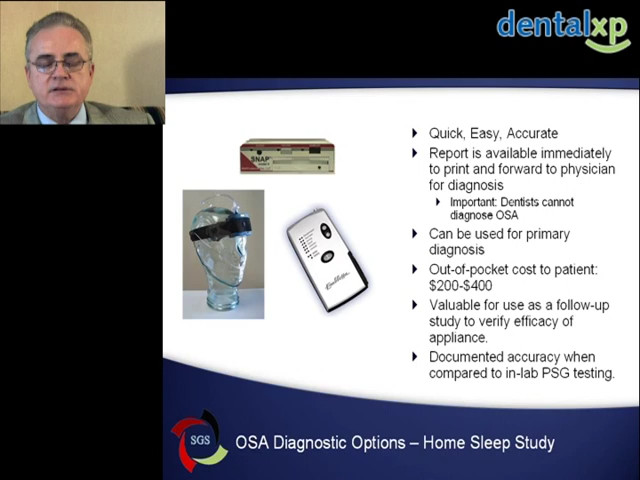 dentalxp
Quick, Easy, Accurate
Report is available immediately
to print and forward to physician
for diagnosis
Important: Dentists cannot
diagnose OSA
Can be used for primary
diagnosis
Out-of-pocket cost to patient:
$200-$400
Valuable for use as a follow-up
study to verify efficacy of
appliance.
Documented accuracy when
compared to in-lab PSG testing.
SNAP
SGS
OSA Diagnostic Options – Home Sleep Study